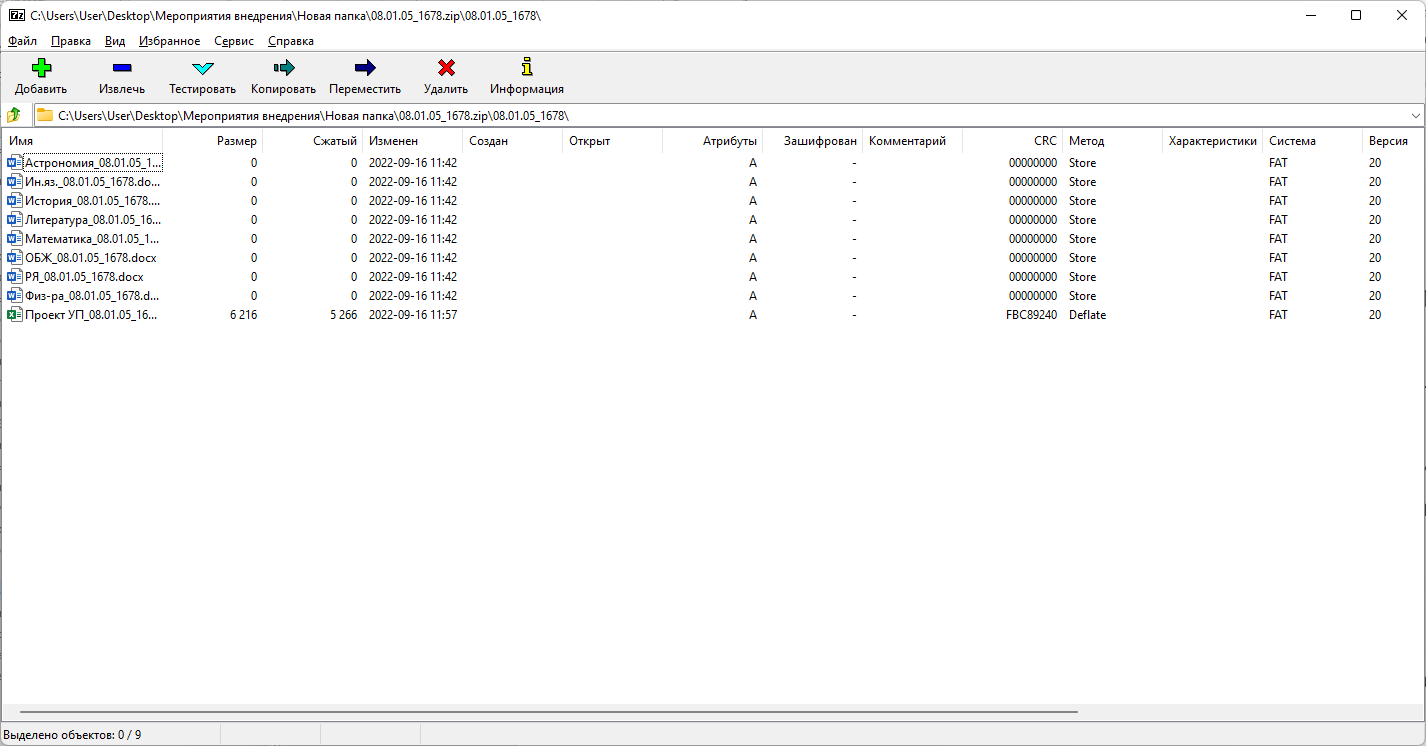 C:\Users\User\Desktop\Мероприятия внедрения\Новая папка\08.01.05_1678.zip\08.01.05_1678\
Файл Правка Вид Избранное Сервис Справка
Добавить Извлечь Тестировать Копировать Переместить Удалить Информация
C:\Users\User\Desktop\Мероприятия внедрения\Новая папка\08.01.05_1678.zip\08.01.05_1678\
Имя Размер Сжатый Изменен Создан Открыт Атрибуты Зашифрован Комментарий CRC Метод Характеристики Система Версия
Астрономия_08.01.05_1... 0 0 2022-09-16 11:42 A - 00000000 Store FAT 20
Ин.яз._08.01.05_1678.do... 0 0 2022-09-16 11:42 A - 00000000 Store FAT 20
История_08.01.05_1678.... 0 0 2022-09-16 11:42 A - 00000000 Store FAT 20
Литература_08.01.05_16... 0 0 2022-09-16 11:42 A - 00000000 Store FAT 20
Математика_08.01.05_1... 0 0 2022-09-16 11:42 A - 00000000 Store FAT 20
ОБЖ_08.01.05_1678.docx 0 0 2022-09-16 11:42 A - 00000000 Store FAT 20
РЯ_08.01.05_1678.docx 0 0 2022-09-16 11:42 A - 00000000 Store FAT 20
Физ-ра_08.01.05_1678.d... 0 0 2022-09-16 11:42 A - 00000000 Store FAT 20
Проект УП_08.01.05_16... 6 216 5 266 2022-09-16 11:57 A - FBC89240 Deflate FAT 20
Выделено объектов: 0 / 9